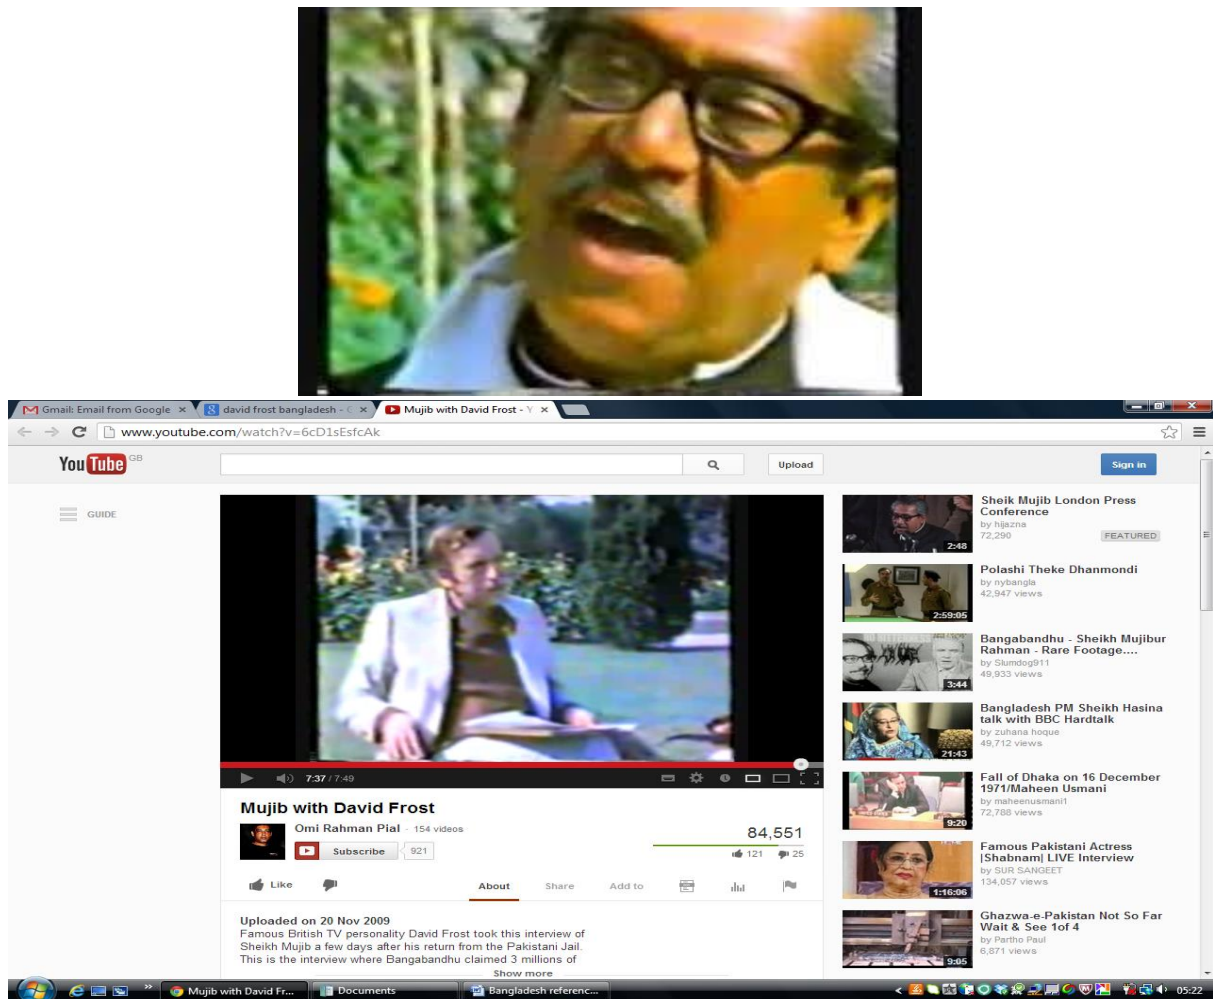 Gmail: Email from Google
david frost bangladesh -
Mujib with David Frost - Y
www.youtube.com/watch?v=6cD1sEsfcAk
YouTube GB
Upload
Sign in
GUIDE
7:37 / 7:49
Mujib with David Frost
Omi Rahman Pial - 154 videos
Subscribe 921
84,551
121 25
Like
About Share Add to
Uploaded on 20 Nov 2009
Famous British TV personality David Frost took this interview of
Sheikh Mujib a few days after his return from the Pakistani Jail.
This is the interview where Bangabandhu claimed 3 millions of
Show more
Sheik Mujib London Press
Conference
by hijazna
72,290 FEATURED
2:48
Polashi Theke Dhanmondi
by nybangla
42,947 views
2:59:05
Bangabandhu - Sheikh Mujibur
Rahman - Rare Footage....
by Slumdog911
49,933 views
3:44
Bangladesh PM Sheikh Hasina
talk with BBC Hardtalk
by zuhana hoque
49,712 views
21:43
Fall of Dhaka on 16 December
1971/Maheen Usmani
by maheenusmani1
72,788 views
9:20
Famous Pakistani Actress
|Shabnam| LIVE Interview
by SUR SANGEET
134,057 views
1:16:06
Ghazwa-e-Pakistan Not So Far
Wait & See 1of 4
by Partho Paul
6,871 views
9:05
Mujib with David Fr...
Documents
Bangladesh referenc...
05:22